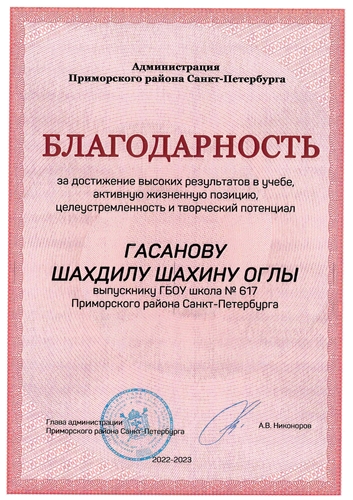 Администрация
Приморского района Санкт-Петербурга
БЛАГОДАРНОСТЬ
за достижение высоких результатов в учебе,
активную жизненную позицию,
целеустремленность и творческий потенциал
ГАСАНОВУ
ШАХДИЛУ ШАХИНУ ОГЛЫ
выпускнику ГБОУ школа № 617
Приморского района Санкт-Петербурга
Глава администрации
Приморского района Санкт-Петербурга
А.В. Никоноров
2022-2023